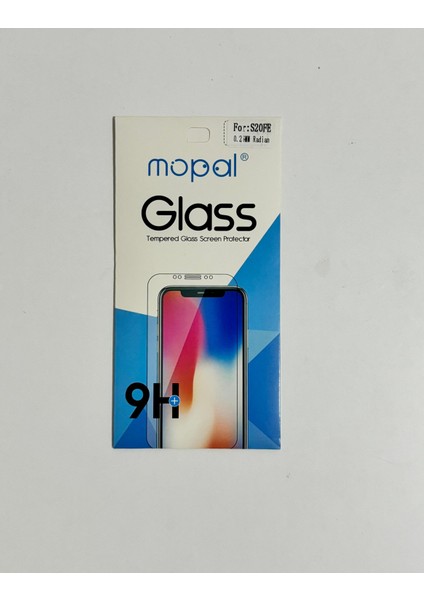 For:S20FE
0.2MM Radian
mopal®
Glass
Tempered Glass Screen Protector
9H+